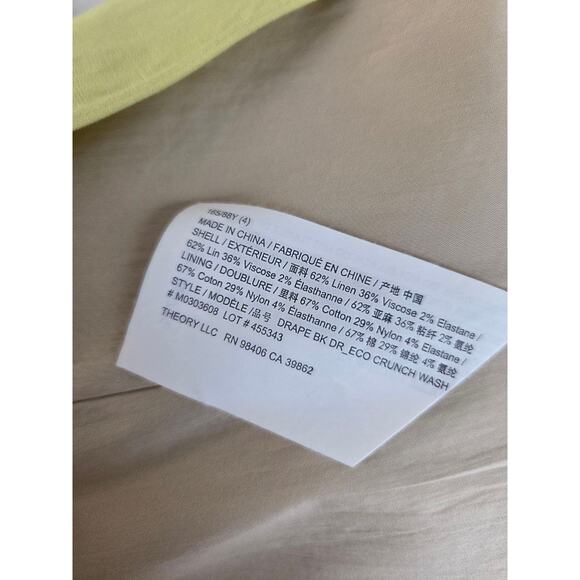 165/88Y (4)
MADE IN CHINA / FABRIQUÉ EN CHINE / 产地 中国
SHELL / EXTÉRIEUR / 面料 62% Linen 36% Viscose 2% Elastane /
62% Lin 36% Viscose 2% Élasthanne / 62% 亚麻 36% 粘纤 2% 氨纶
LINING / DOUBLURE / 里料 67% Cotton 29% Nylon 4% Elastane /
67% Coton 29% Nylon 4% Élasthanne / 67% 棉 29% 锦纶 4% 氨纶
STYLE / MODÈLE / 品号 DRAPE BK DR_ECO CRUNCH WASH
# M0303608 LOT # 455343
THEORY LLC RN 98406 CA 39862